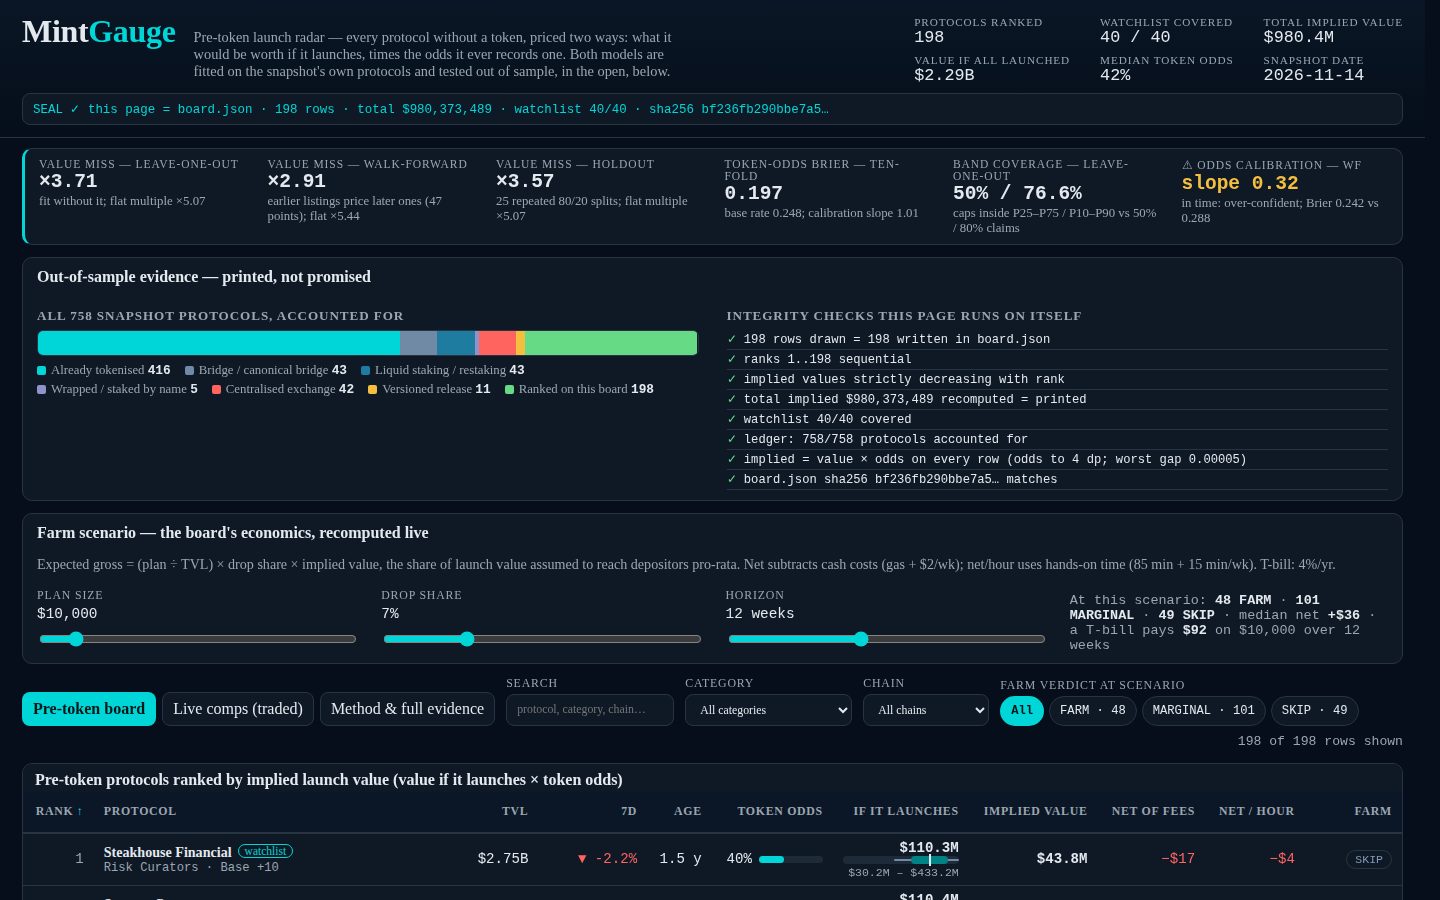 MintGauge
Pre-token launch radar — every protocol without a token, priced two ways: what it
would be worth if it launches, times the odds it ever records one. Both models are
fitted on the snapshot's own protocols and tested out of sample, in the open, below.
PROTOCOLS RANKED
198
WATCHLIST COVERED
40 / 40
TOTAL IMPLIED VALUE
$980.4M
VALUE IF ALL LAUNCHED
$2.29B
MEDIAN TOKEN ODDS
42%
SNAPSHOT DATE
2026-11-14
SEAL ✓ this page = board.json · 198 rows · total $980,373,489 · watchlist 40/40 · sha256 bf236fb290bbe7a5…
VALUE MISS — LEAVE-ONE-OUT
×3.71
fit without it; flat multiple ×5.07
VALUE MISS — WALK-FORWARD
×2.91
earlier listings price later ones (47
points); flat ×5.44
VALUE MISS — HOLDOUT
×3.57
25 repeated 80/20 splits; flat multiple
×5.07
TOKEN-ODDS BRIER — TEN-
FOLD
0.197
base rate 0.248; calibration slope 1.01
BAND COVERAGE — LEAVE-
ONE-OUT
50% / 76.6%
caps inside P25–P75 / P10–P90 vs 50%
/ 80% claims
⚠ ODDS CALIBRATION — WF
slope 0.32
in time: over-confident; Brier 0.242 vs
0.288
Out-of-sample evidence — printed, not promised
ALL 758 SNAPSHOT PROTOCOLS, ACCOUNTED FOR
Already tokenised 416 Bridge / canonical bridge 43 Liquid staking / restaking 43
Wrapped / staked by name 5 Centralised exchange 42 Versioned release 11 Ranked on this board 198
INTEGRITY CHECKS THIS PAGE RUNS ON ITSELF
✓ 198 rows drawn = 198 written in board.json
✓ ranks 1..198 sequential
✓ implied values strictly decreasing with rank
✓ total implied $980,373,489 recomputed = printed
✓ watchlist 40/40 covered
✓ ledger: 758/758 protocols accounted for
✓ implied = value × odds on every row (odds to 4 dp; worst gap 0.00005)
✓ board.json sha256 bf236fb290bbe7a5… matches
Farm scenario — the board's economics, recomputed live
Expected gross = (plan ÷ TVL) × drop share × implied value, the share of launch value assumed to reach depositors pro-rata. Net subtracts cash costs (gas + $2/wk); net/hour uses hands-on time (85 min + 15 min/wk). T-bill: 4%/yr.
PLAN SIZE
$10,000
DROP SHARE
7%
HORIZON
12 weeks
At this scenario: 48 FARM · 101
MARGINAL · 49 SKIP · median net +$36 ·
a T-bill pays $92 on $10,000 over 12
weeks
Pre-token board
Live comps (traded)
Method & full evidence
SEARCH
protocol, category, chain…
CATEGORY
All categories
CHAIN
All chains
FARM VERDICT AT SCENARIO
All FARM · 48 MARGINAL · 101 SKIP · 49
198 of 198 rows shown
Pre-token protocols ranked by implied launch value (value if it launches × token odds)
RANK ↑ PROTOCOL TVL 7D AGE TOKEN ODDS IF IT LAUNCHES IMPLIED VALUE NET OF FEES NET / HOUR FARM
1 Steakhouse Financial watchlist $2.75B ▼ -2.2% 1.5 y 40% $110.3M $43.8M −$17 −$4 SKIP
Risk Curators · Base +10 $30.2M – $433.2M
$110.4M